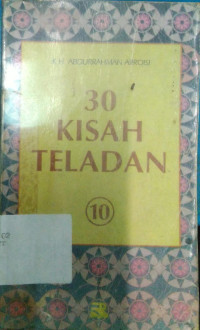 K.H. ABDURRAHMAN ARROISI
30
KISAH
TELADAN
10